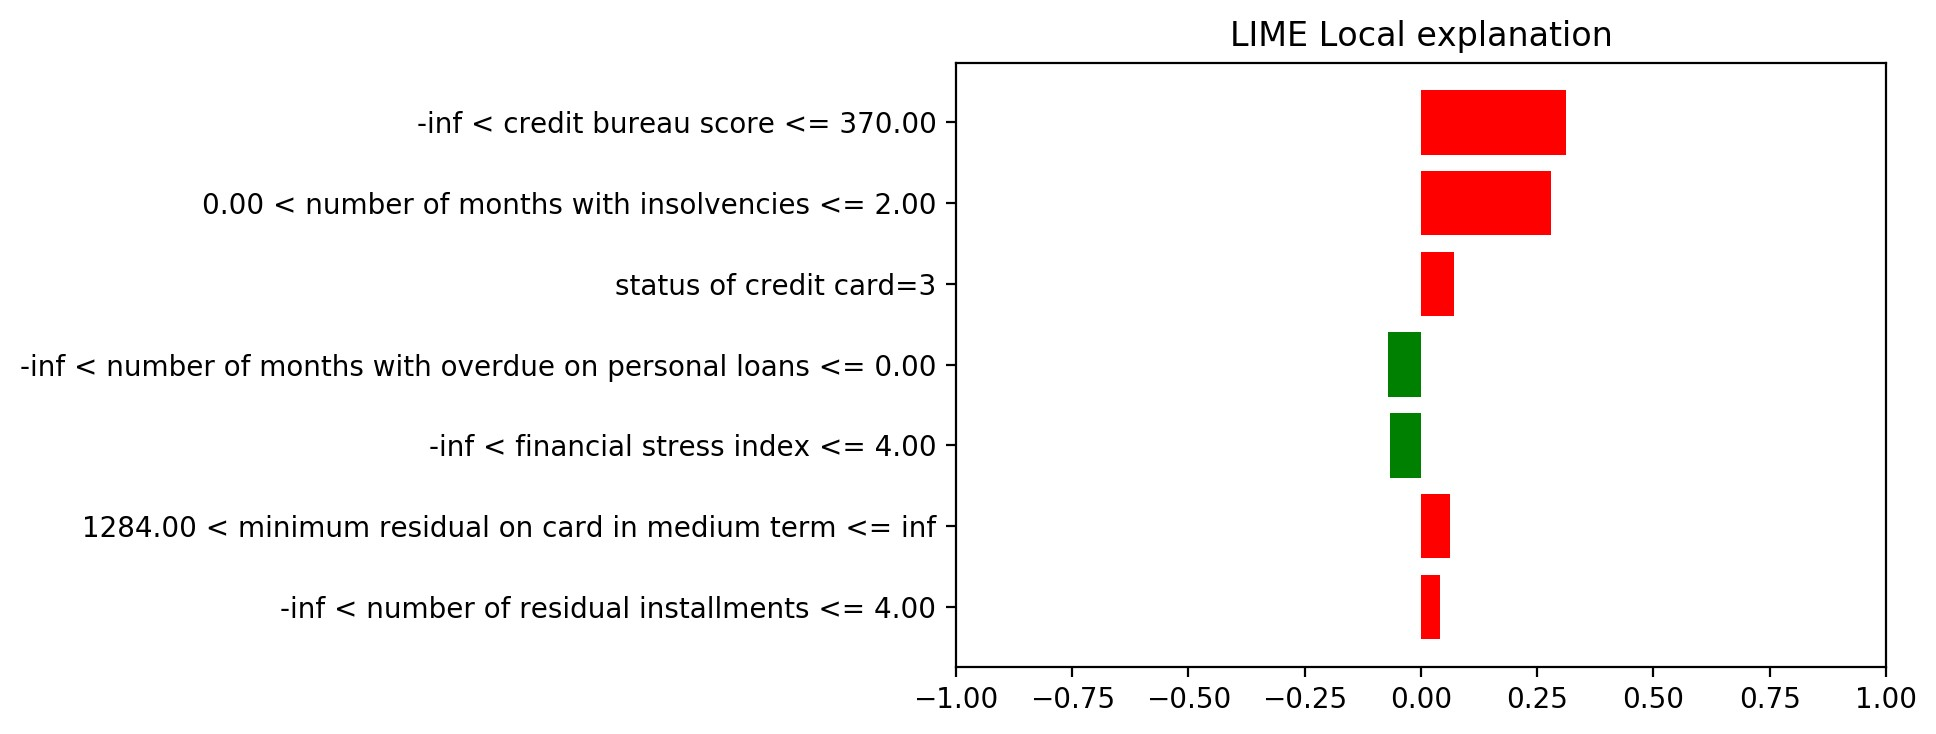 LIME Local explanation
-inf < credit bureau score <= 370.00
0.00 < number of months with insolvencies <= 2.00
status of credit card=3
-inf < number of months with overdue on personal loans <= 0.00
-inf < financial stress index <= 4.00
1284.00 < minimum residual on card in medium term <= inf
-inf < number of residual installments <= 4.00
−1.00 −0.75 −0.50 −0.25 0.00 0.25 0.50 0.75 1.00